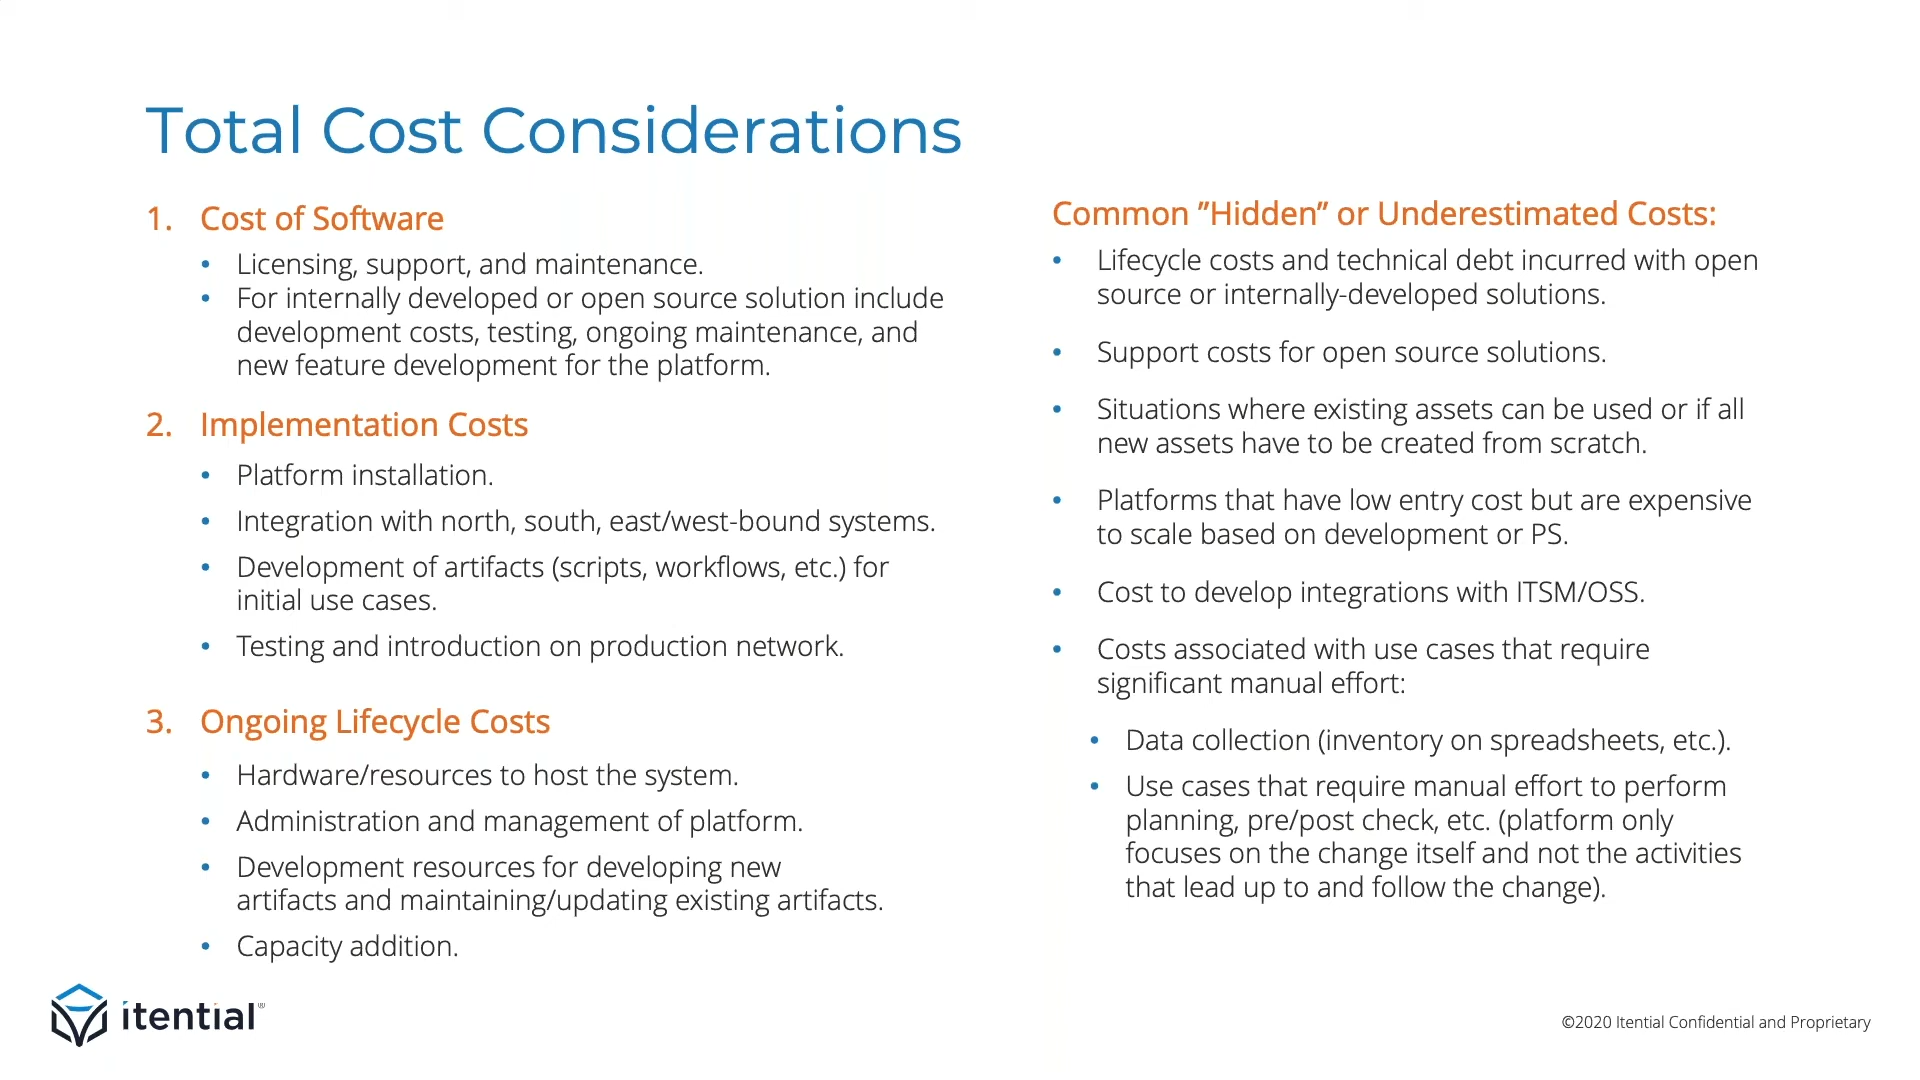 Total Cost Considerations
1. Cost of Software
• Licensing, support, and maintenance.
• For internally developed or open source solution include
development costs, testing, ongoing maintenance, and
new feature development for the platform.
2. Implementation Costs
• Platform installation.
• Integration with north, south, east/west-bound systems.
• Development of artifacts (scripts, workflows, etc.) for
initial use cases.
• Testing and introduction on production network.
3. Ongoing Lifecycle Costs
• Hardware/resources to host the system.
• Administration and management of platform.
• Development resources for developing new
artifacts and maintaining/updating existing artifacts.
• Capacity addition.
Common ”Hidden” or Underestimated Costs:
• Lifecycle costs and technical debt incurred with open
source or internally-developed solutions.
• Support costs for open source solutions.
• Situations where existing assets can be used or if all
new assets have to be created from scratch.
• Platforms that have low entry cost but are expensive
to scale based on development or PS.
• Cost to develop integrations with ITSM/OSS.
• Costs associated with use cases that require
significant manual effort:
• Data collection (inventory on spreadsheets, etc.).
• Use cases that require manual effort to perform
planning, pre/post check, etc. (platform only
focuses on the change itself and not the activities
that lead up to and follow the change).
itential®
©2020 Itential Confidential and Proprietary